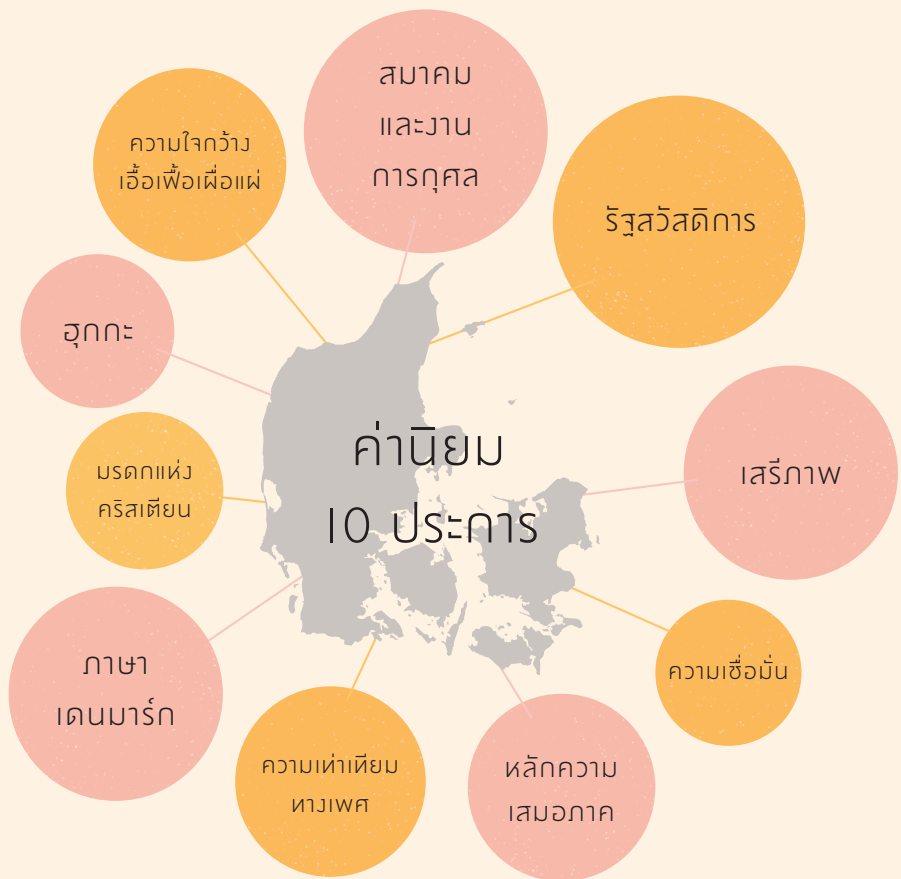 ค่านิยม
10 ประการ
สมาคม
และงาน
การกุศล
รัฐสวัสดิการ
เสรีภาพ
ความเชื่อมั่น
หลักความ
เสมอภาค
ความเท่าเทียม
ทางเพศ
ภาษา
เดนมาร์ก
มรดกแห่ง
คริสเตียน
ฮุกกะ
ความใจกว้าง
เอื้อเฟื้อเผื่อแผ่